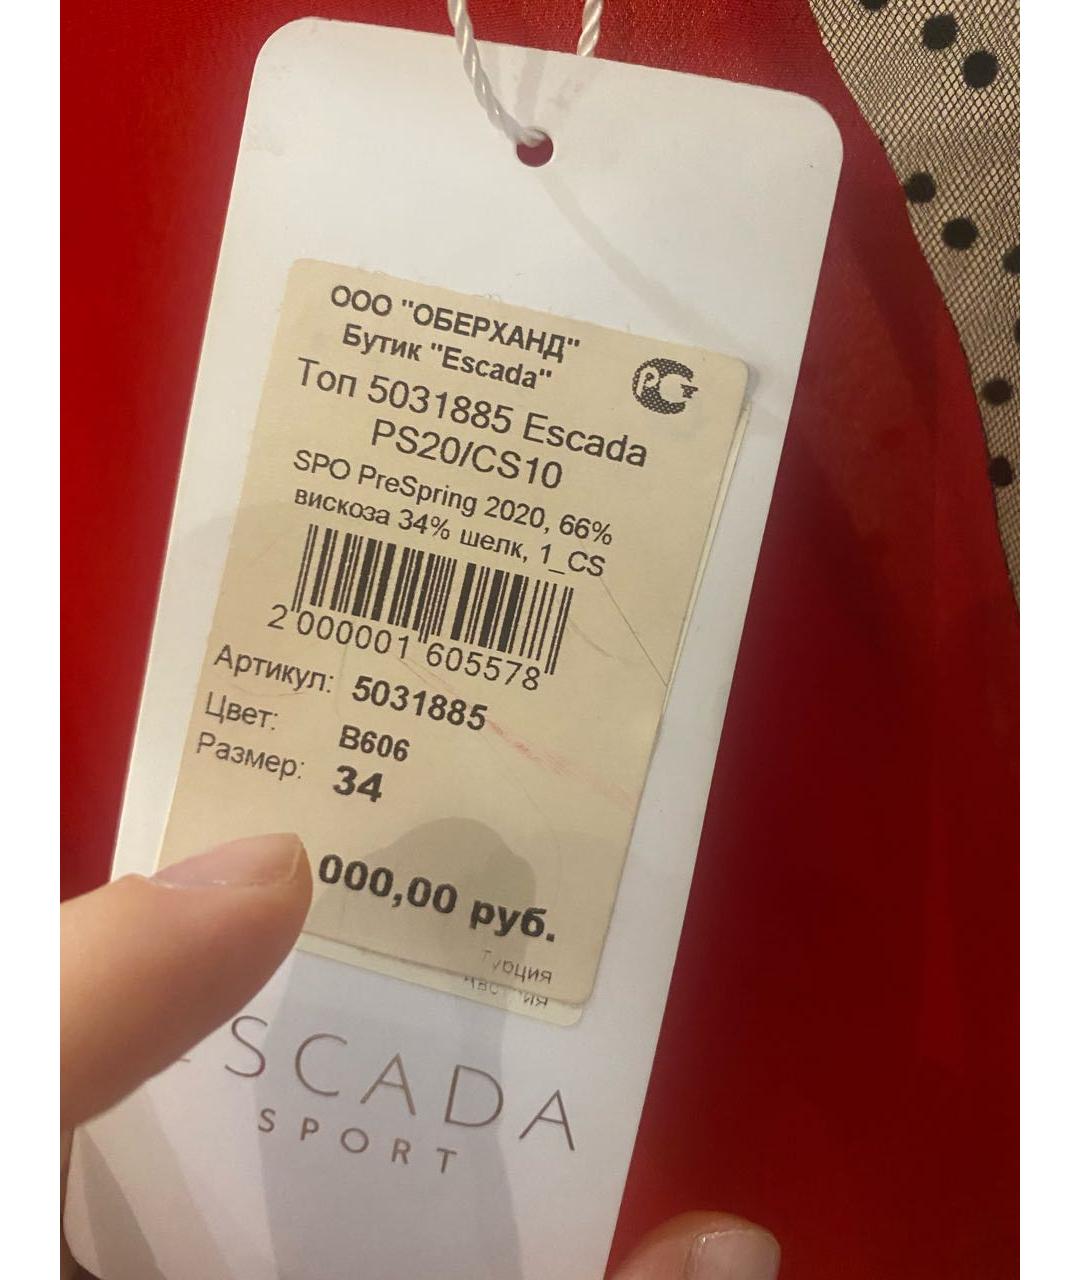 ООО "ОБЕРХАНД"
Бутик "Escada"
Топ 5031885 Escada
PS20/CS10
SPO PreSpring 2020, 66%
вискоза 34% шелк, 1_CS
2 000001 605578
Артикул: 5031885
Цвет: B606
Размер: 34
000,00 руб.
Турция
ESCADA
SPORT